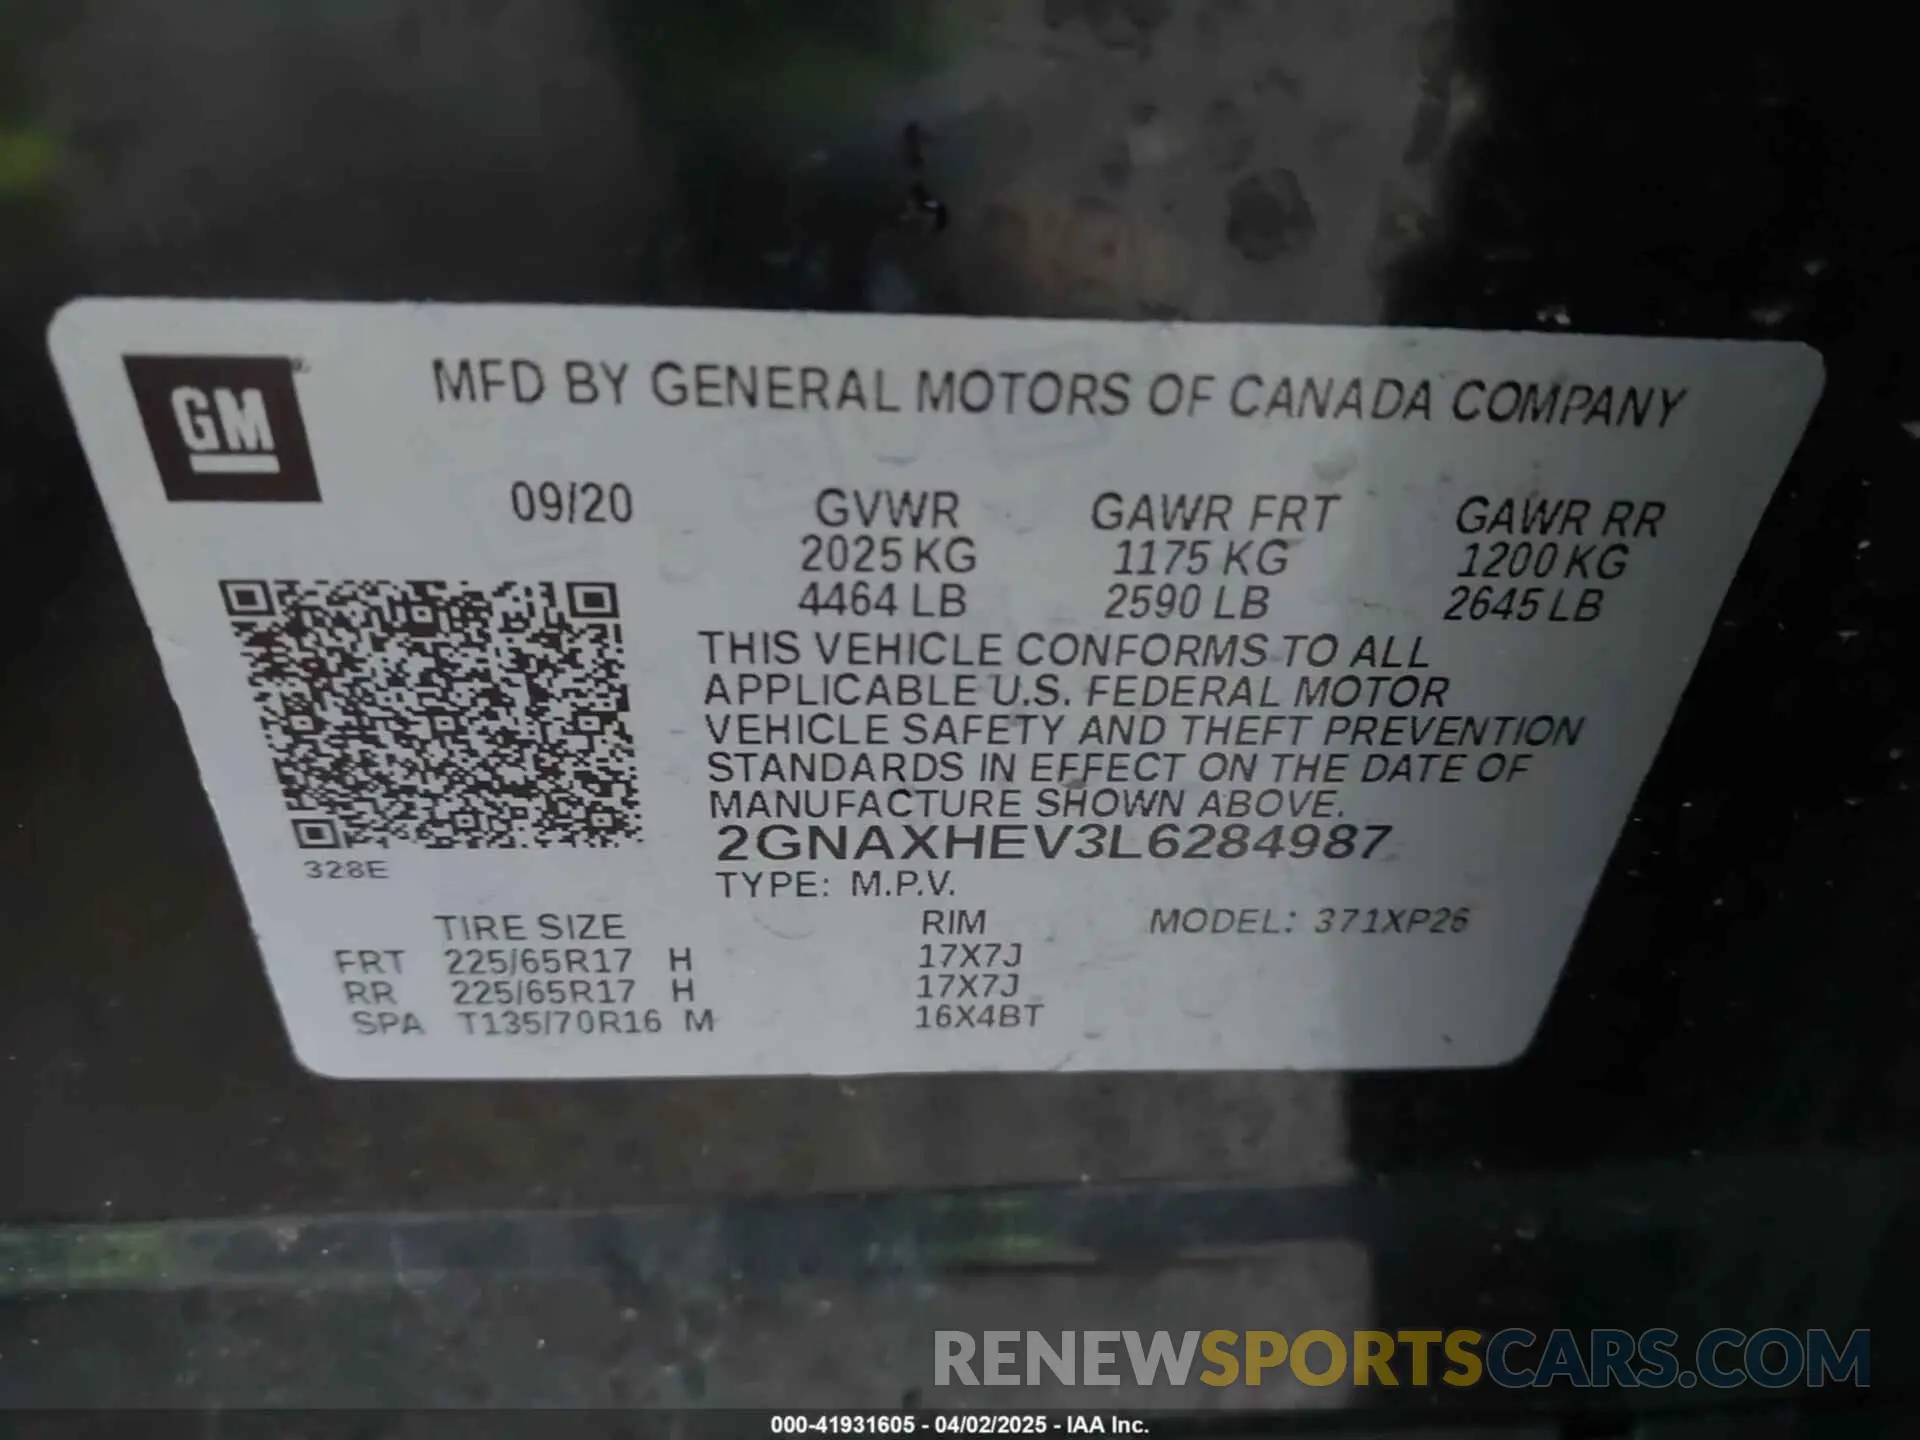 GM
MFD BY GENERAL MOTORS OF CANADA COMPANY
09/20 GVWR GAWR FRT GAWR RR
2025 KG 1175 KG 1200 KG
4464 LB 2590 LB 2645 LB
THIS VEHICLE CONFORMS TO ALL
APPLICABLE U.S. FEDERAL MOTOR
VEHICLE SAFETY AND THEFT PREVENTION
STANDARDS IN EFFECT ON THE DATE OF
MANUFACTURE SHOWN ABOVE.
2GNAXHEV3L6284987
328E
TYPE: M.P.V.
TIRE SIZE RIM MODEL: 371XP26
FRT 225/65R17 H 17X7J
RR 225/65R17 H 17X7J
SPA T135/70R16 M 16X4BT
RENEWSPORTSCARS.COM
000-41931605 - 04/02/2025 - IAA Inc.